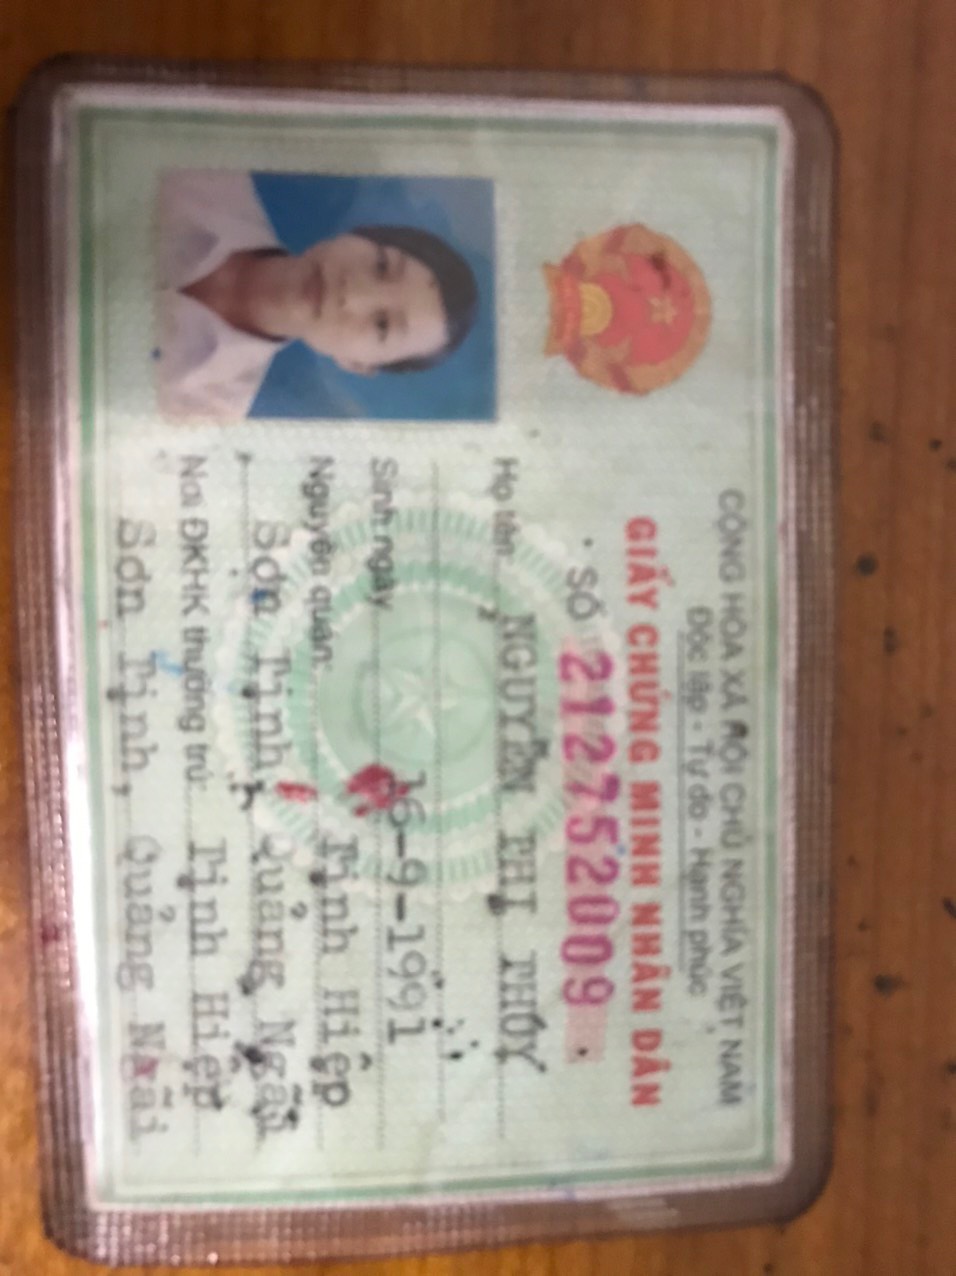 CỘNG HÒA XÃ HỘI CHỦ NGHĨA VIỆT NAM
Độc lập - Tự do - Hạnh phúc
GIẤY CHỨNG MINH NHÂN DÂN
SỐ 212752009
Họ tên: NGUYỄN THỊ THÚY
Sinh ngày 16-9-1991
Nguyên quán: Tịnh Hiệp
Sơn Tịnh, Quảng Ngãi
Nơi ĐKHK thường trú: Tịnh Hiệp
Sơn Tịnh, Quảng Ngãi